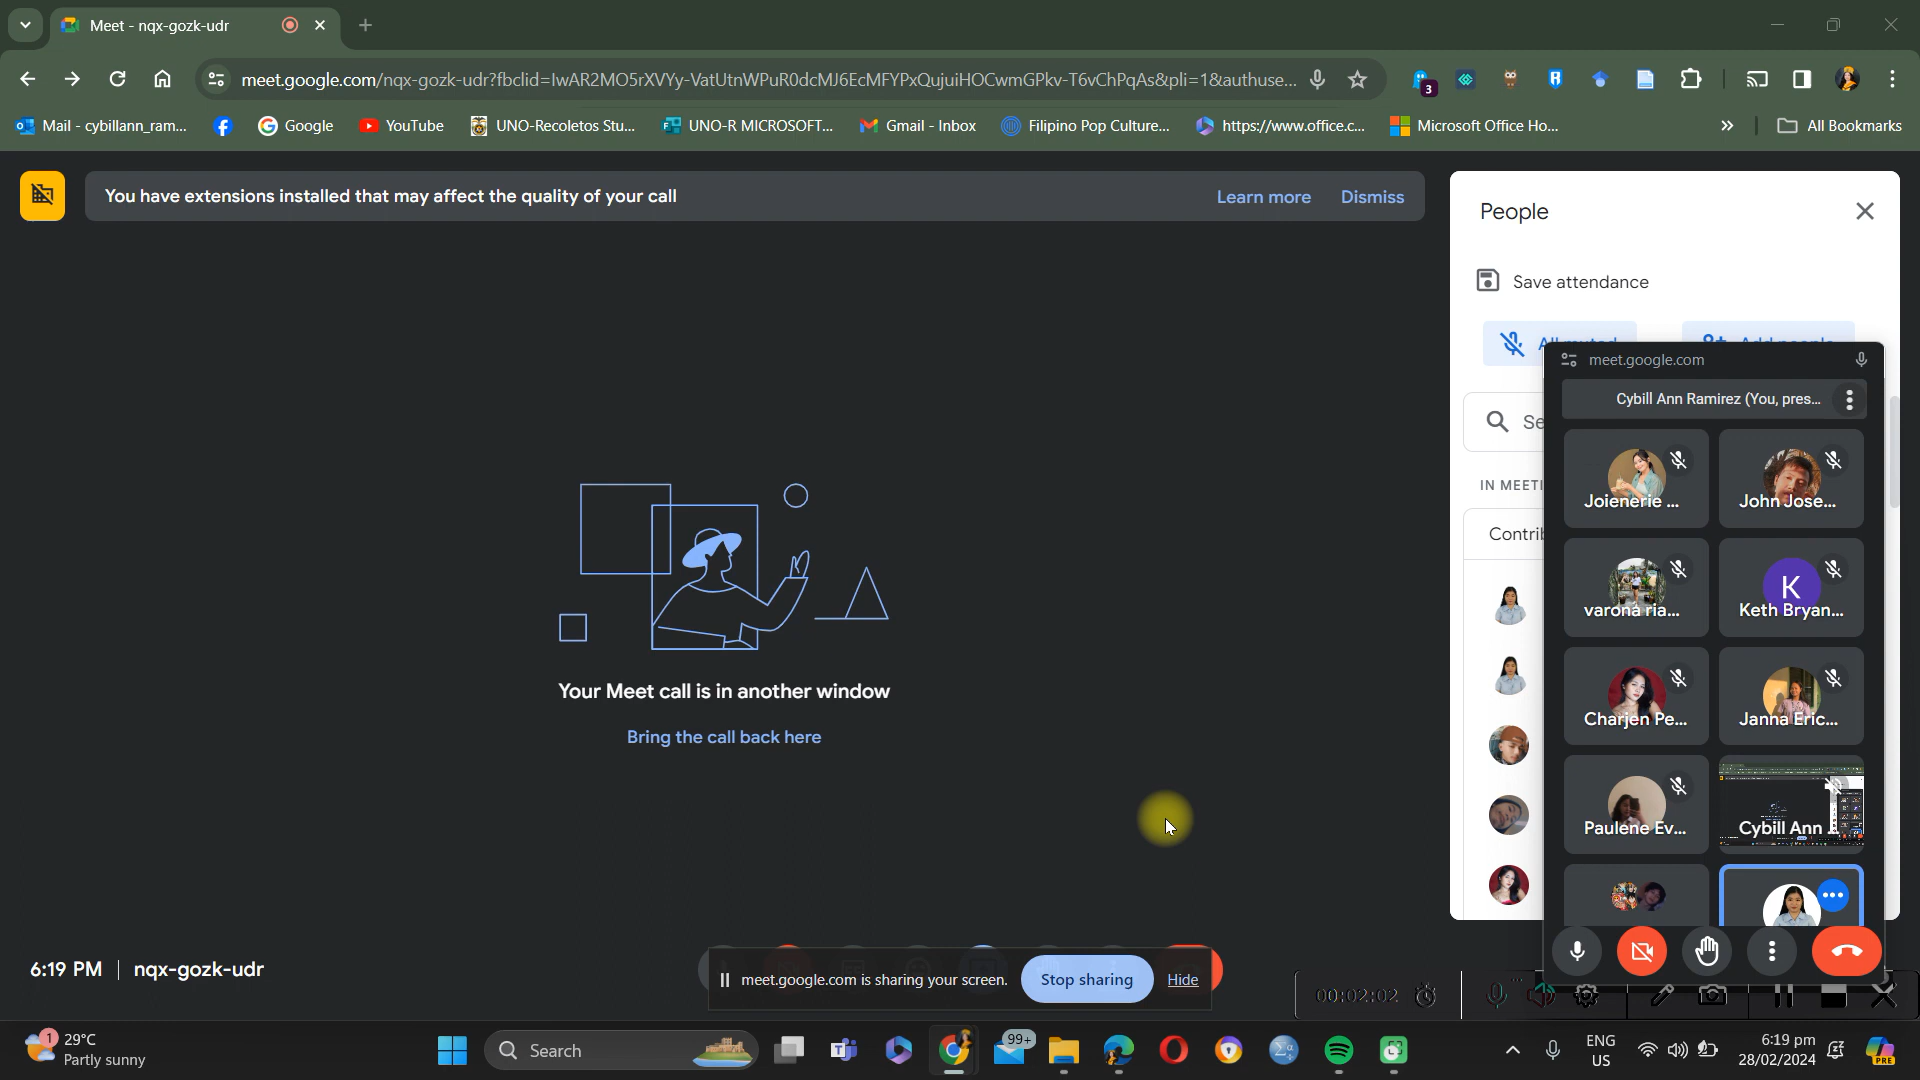 Meet - nqx-gozk-udr
meet.google.com/nqx-gozk-udr?fbclid=IwAR2MO5rXVYy-VatUtnWPuR0dcMJ6EcMFYPxQujuiHOCwmGPkv-T6vChPqAs&pli=1&authuse...
3
Mail - cybillann_ram...
Google
YouTube
UNO-Recoletos Stu...
UNO-R MICROSOFT...
Gmail - Inbox
Filipino Pop Culture...
https://www.office.c...
Microsoft Office Ho...
All Bookmarks
You have extensions installed that may affect the quality of your call
Learn more
Dismiss
People
Save attendance
meet.google.com
Cybill Ann Ramirez (You, pres...
Se
IN MEETI
Contrib
Joienerie ...
John Jose...
varona ria...
K
Keth Bryan...
Charjen Pe...
Janna Eric...
Paulene Ev...
Cybill Ann ...
Your Meet call is in another window
Bring the call back here
6:19 PM | nqx-gozk-udr
meet.google.com is sharing your screen.
Stop sharing
Hide
00:02:02
1
29°C
Partly sunny
Search
99+
ENG
US
6:19 pm
28/02/2024
PRE